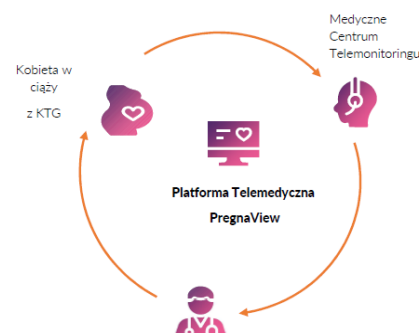 Medyczne
Centrum
Telemonitoringu
Kobieta w
ciąży
z KTG
Platforma Telemedyczna
PregnaView